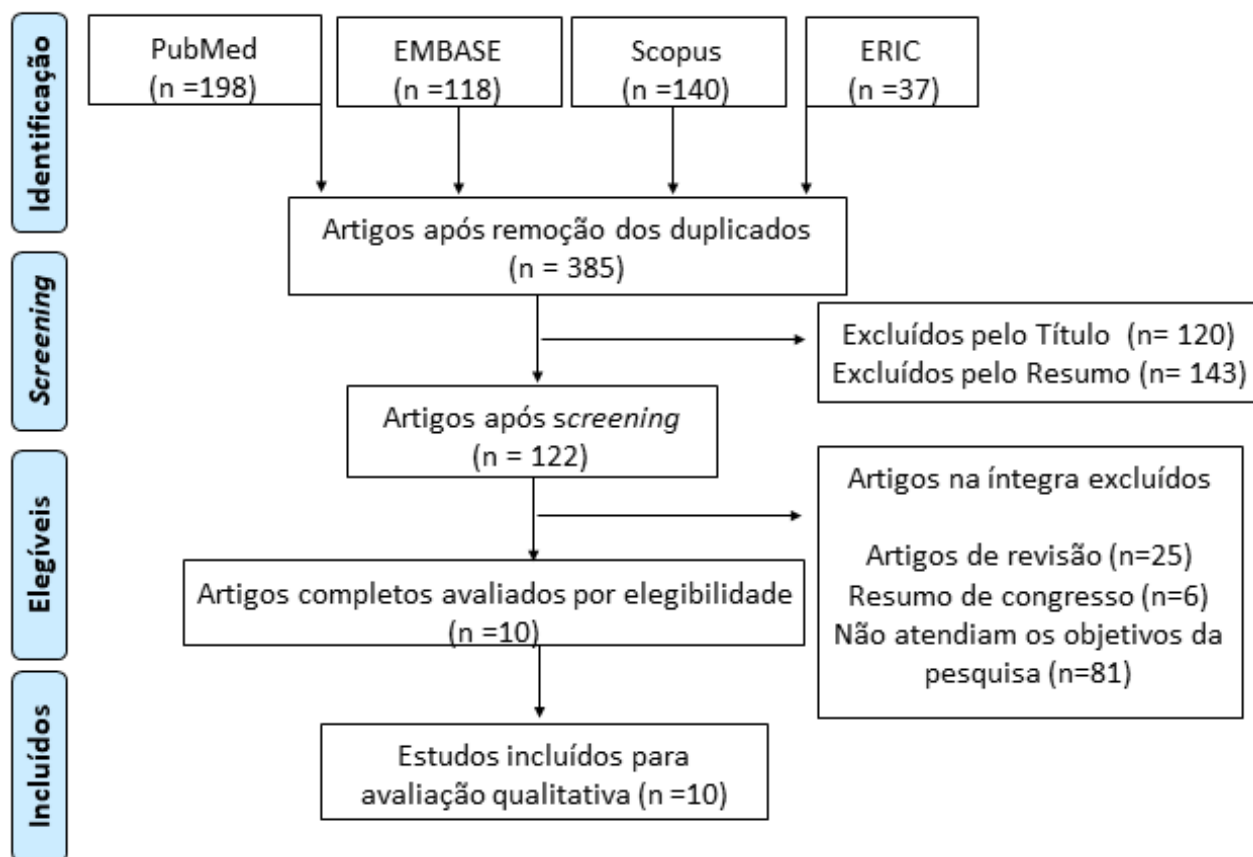 Identificação
PubMed
(n =198)
EMBASE
(n =118)
Scopus
(n =140)
ERIC
(n =37)
Artigos após remoção dos duplicados
(n = 385)
Screening
Excluídos pelo Título (n= 120)
Excluídos pelo Resumo (n= 143)
Artigos após screening
(n = 122)
Elegíveis
Artigos na íntegra excluídos
Artigos de revisão (n=25)
Resumo de congresso (n=6)
Não atendiam os objetivos da
pesquisa (n=81)
Artigos completos avaliados por elegibilidade
(n =10)
Incluídos
Estudos incluídos para
avaliação qualitativa (n =10)